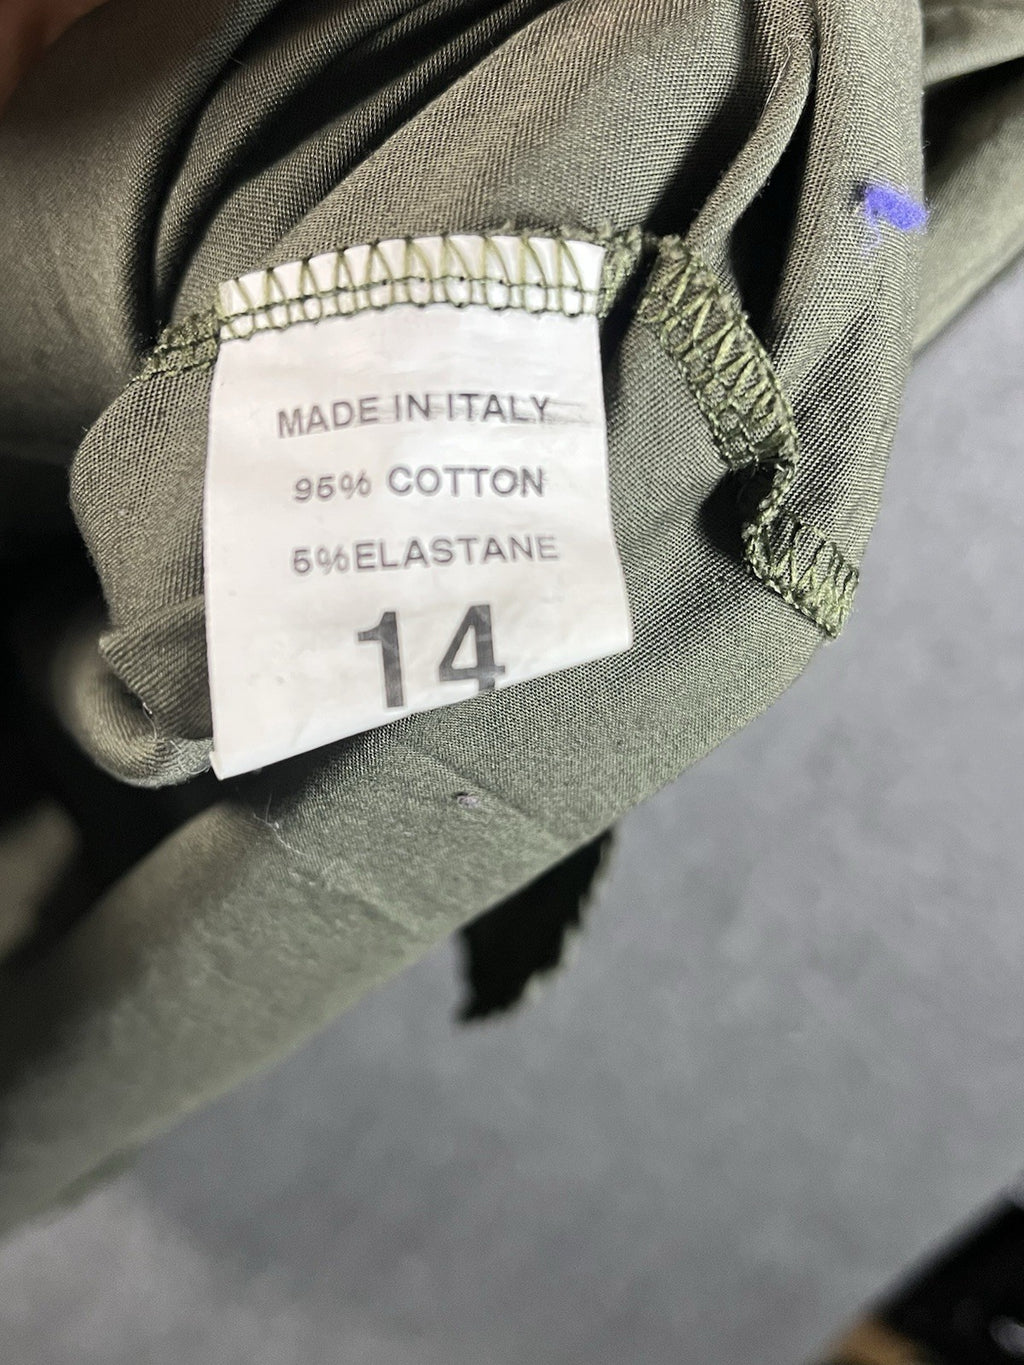 MADE IN ITALY
95% COTTON
5%ELASTANE
14